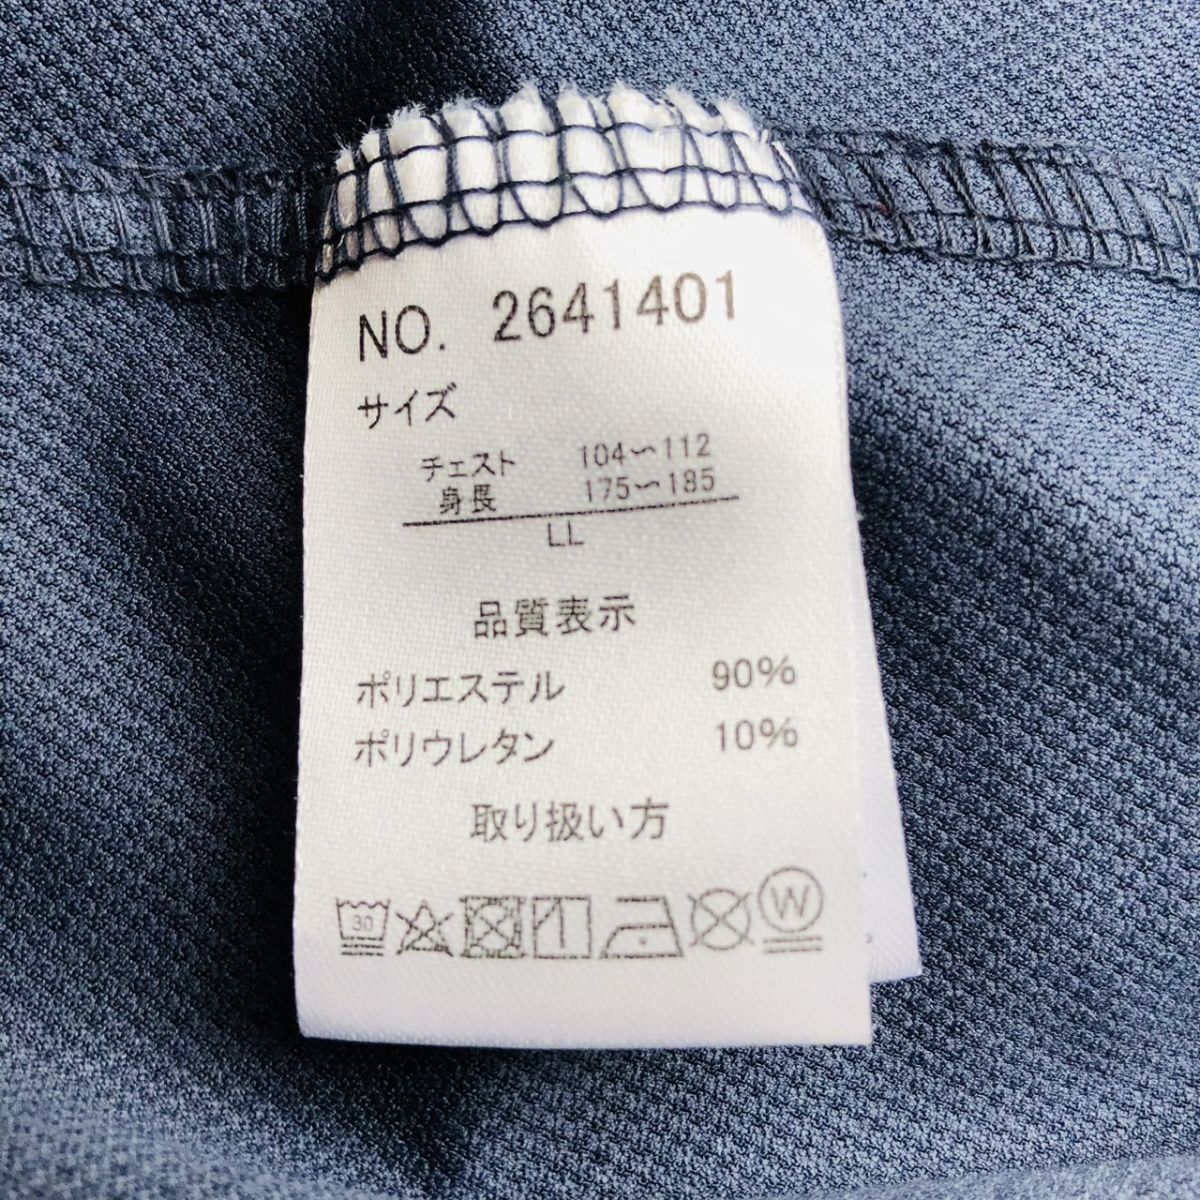 NO. 2641401
サイズ
チェスト 104〜112
身長 175〜185
LL
品質表示
ポリエステル 90%
ポリウレタン 10%
取り扱い方
30 W